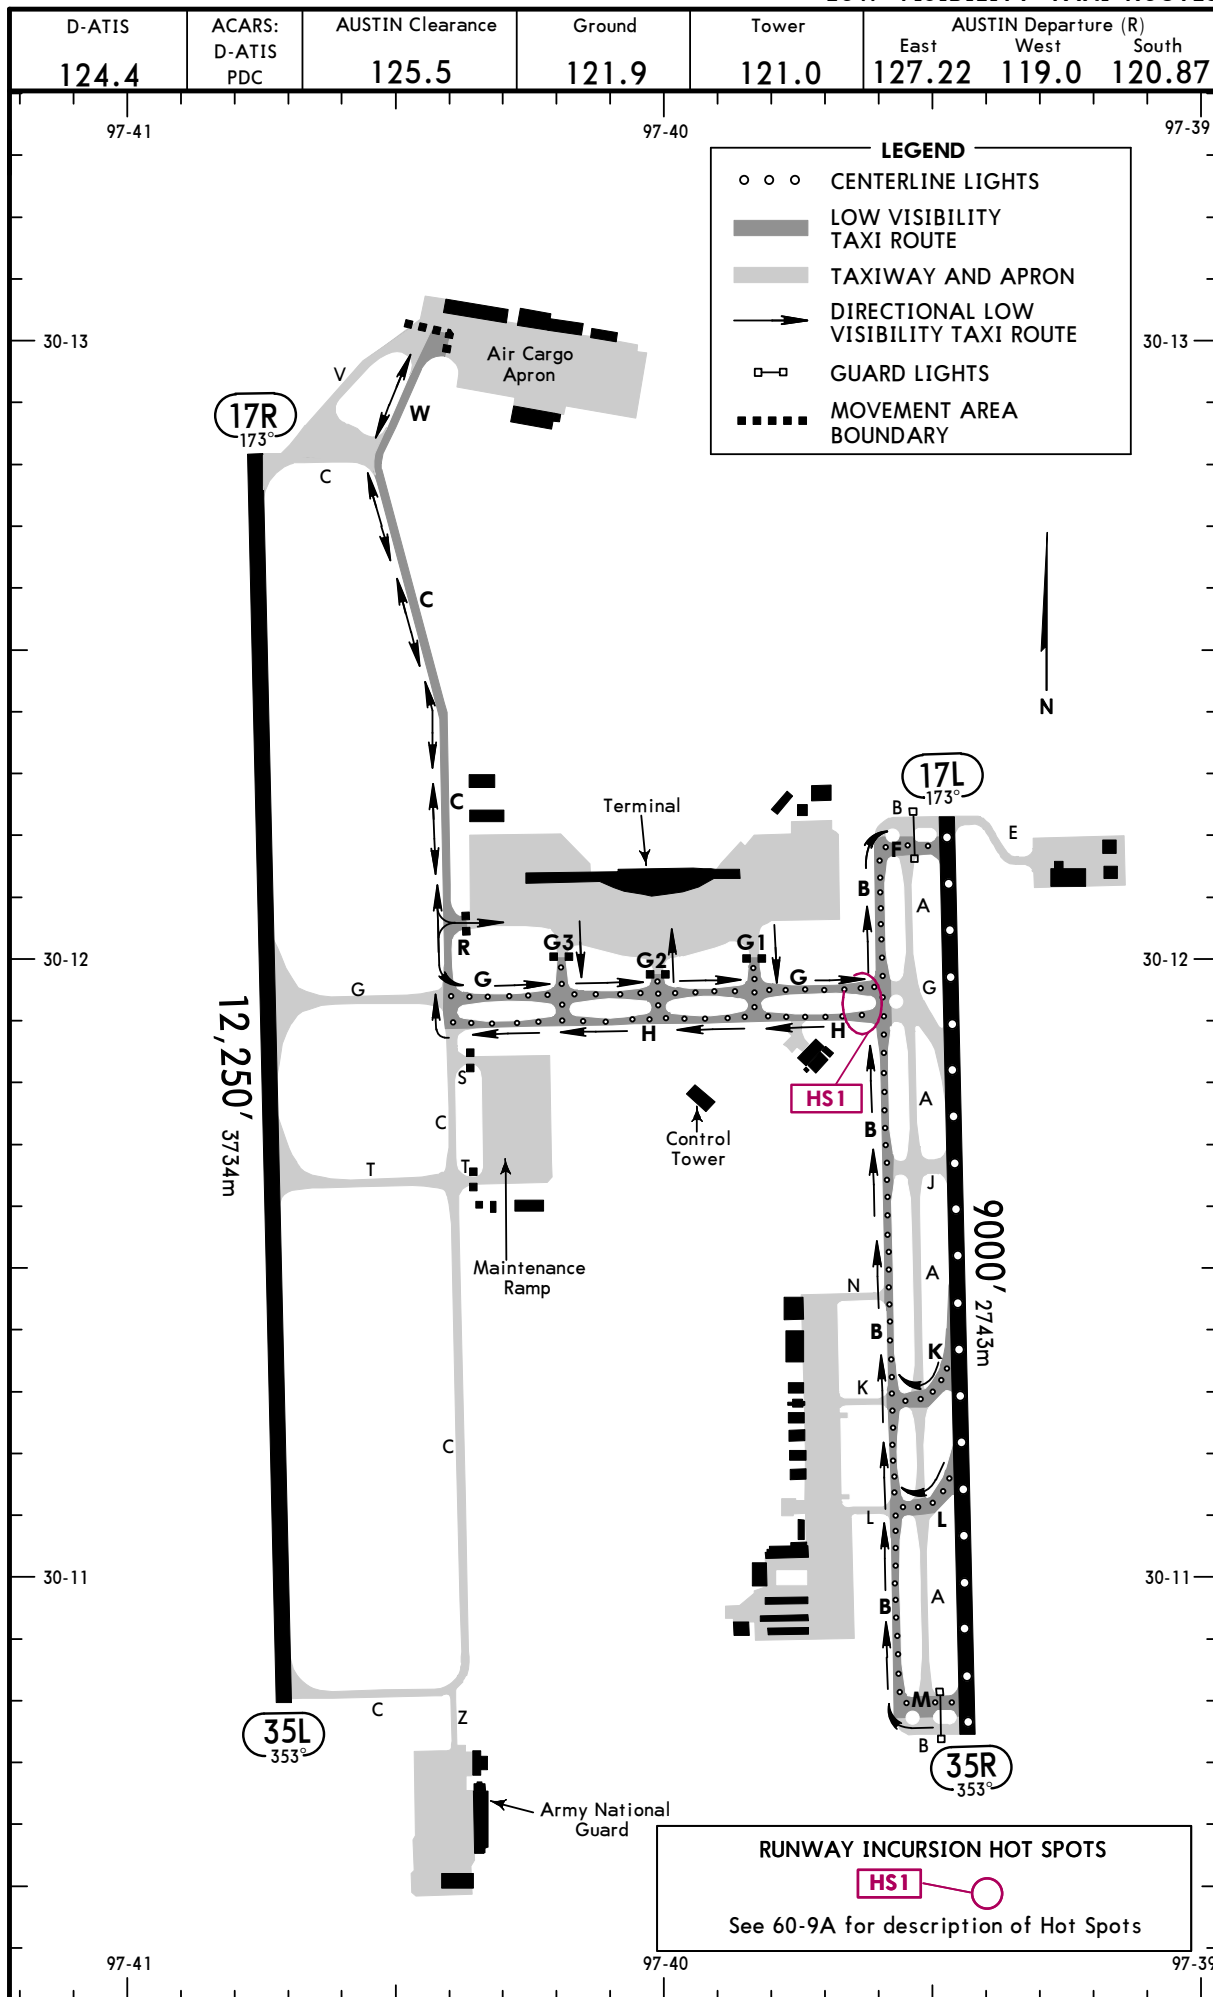 D-ATIS
124.4
ACARS:
D-ATIS
PDC
AUSTIN Clearance
125.5
Ground
121.9
Tower
121.0
AUSTIN Departure (R)
East West South
127.22 119.0 120.87
97-41 97-40 97-39
LEGEND
CENTERLINE LIGHTS
LOW VISIBILITY
TAXI ROUTE
TAXIWAY AND APRON
DIRECTIONAL LOW
VISIBILITY TAXI ROUTE
GUARD LIGHTS
MOVEMENT AREA
BOUNDARY
30-13 30-13
Air Cargo
Apron
V
W
17R
173°
C
C
N
C
17L
173°
B
E
Terminal
F
B
A
R
G3
G2
G1
G
G
G
G
30-12 30-12
H
H
HS1
12,250' 3734m
S
C
T
T
Control
Tower
A
B
J
Maintenance
Ramp
9000' 2743m
N
A
B
K
K
C
L
L
30-11 30-11
A
B
M
B
C
Z
35L
353°
35R
353°
Army National
Guard
RUNWAY INCURSION HOT SPOTS
HS1
See 60-9A for description of Hot Spots
97-41 97-40 97-39